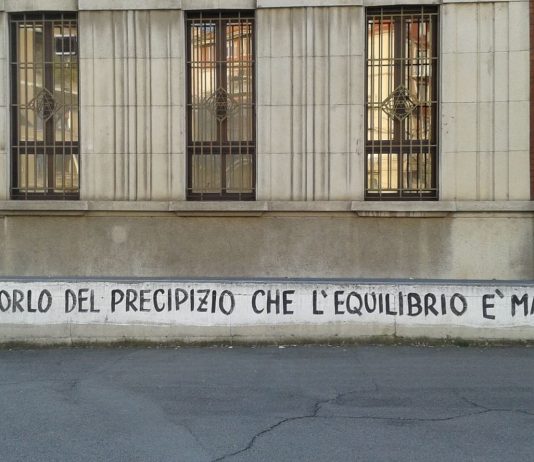 ORLO DEL PRECIPIZIO CHE L'EQUILIBRIO E' MA